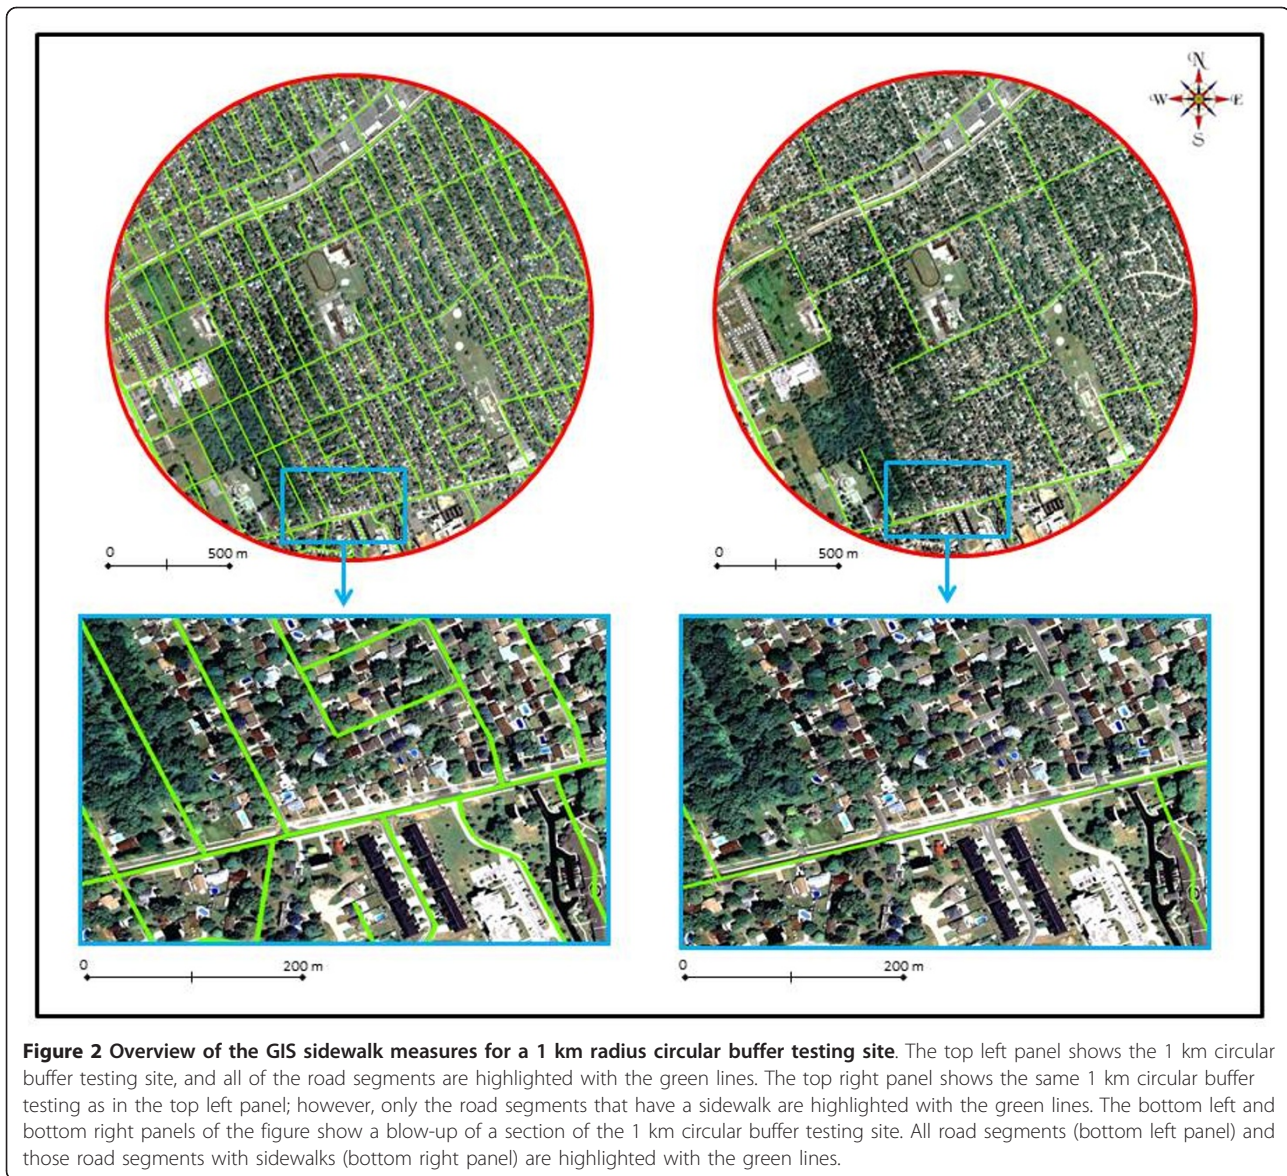 N
W E
S
0 500 m
0 500 m
0 200 m
0 200 m
Figure 2 Overview of the GIS sidewalk measures for a 1 km radius circular buffer testing site. The top left panel shows the 1 km circular
buffer testing site, and all of the road segments are highlighted with the green lines. The top right panel shows the same 1 km circular buffer
testing as in the top left panel; however, only the road segments that have a sidewalk are highlighted with the green lines. The bottom left and
bottom right panels of the figure show a blow-up of a section of the 1 km circular buffer testing site. All road segments (bottom left panel) and
those road segments with sidewalks (bottom right panel) are highlighted with the green lines.